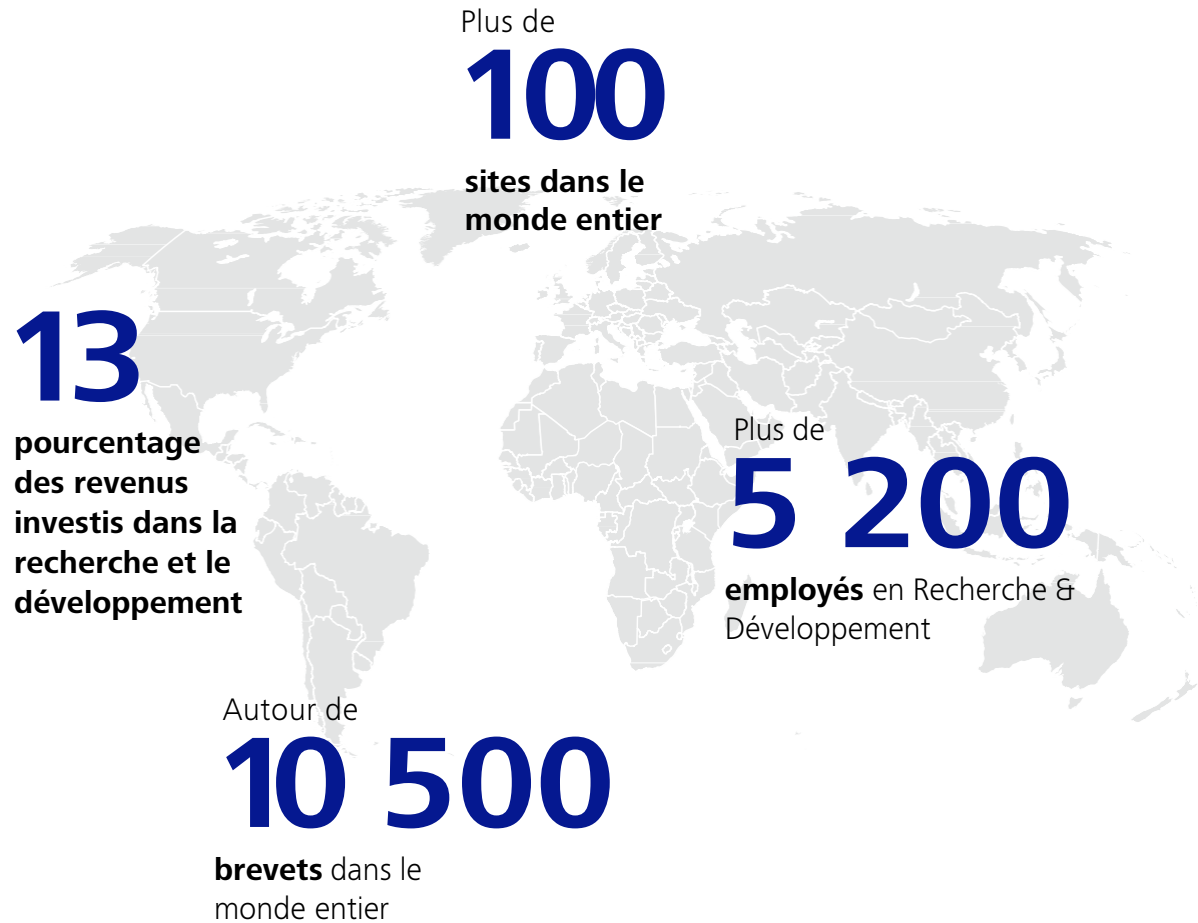 Plus de
100
sites dans le
monde entier
13
pourcentage
des revenus
investis dans la
recherche et le
développement
Plus de
5 200
employés en Recherche &
Développement
Autour de
10 500
brevets dans le
monde entier